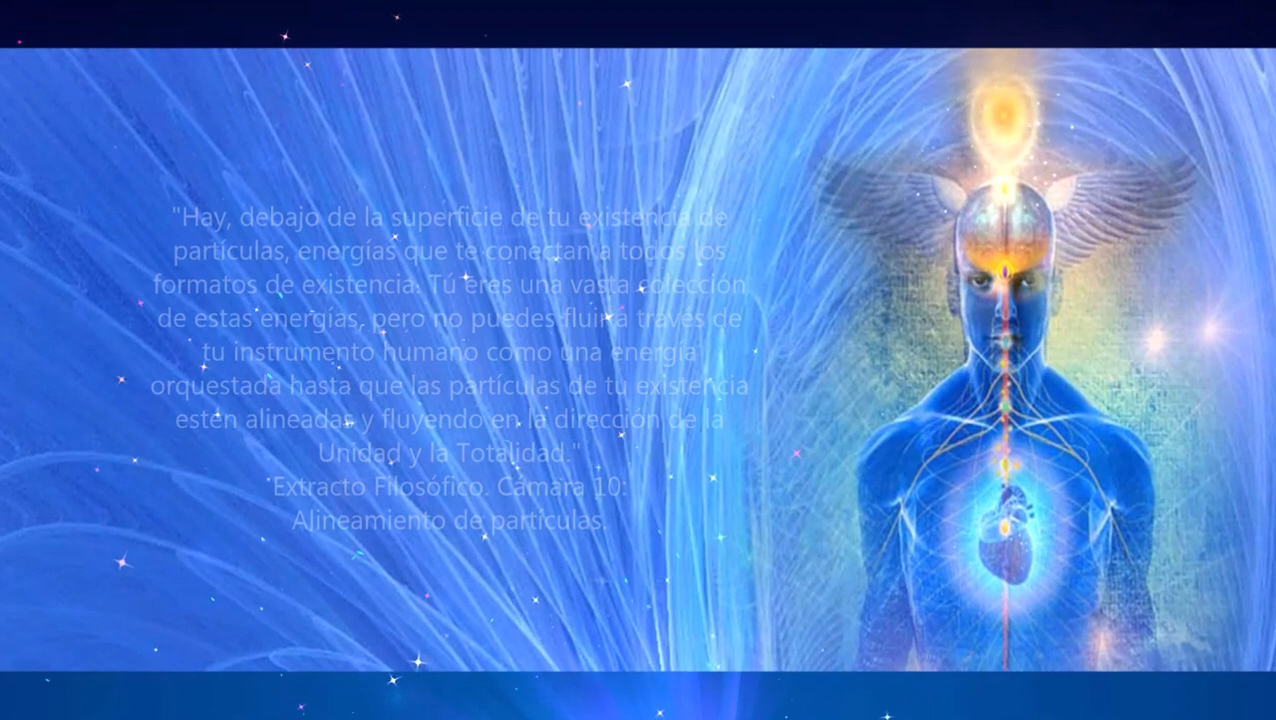 "Hay, debajo de la superficie de tu existencia de
partículas, energías que te conectan a todos los
formatos de existencia. Tú eres una vasta colección
de estas energías, pero no puedes fluir a través de
tu instrumento humano como una energía
orquestada hasta que las partículas de tu existencia
estén alineadas y fluyendo en la dirección de la
Unidad y la Totalidad."
Extracto Filosófico. Cámara 10:
Alineamiento de partículas.